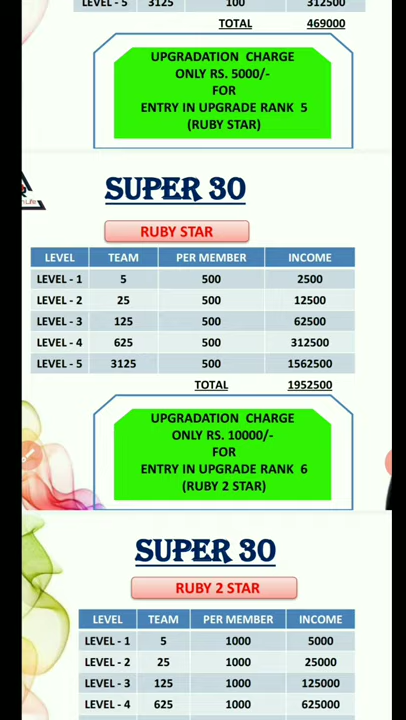 LEVEL - 5 3125 100 312500
TOTAL 469000
UPGRADATION CHARGE
ONLY RS. 5000/-
FOR
ENTRY IN UPGRADE RANK 5
(RUBY STAR)
SUPER 30
RUBY STAR
LEVEL TEAM PER MEMBER INCOME
LEVEL - 1 5 500 2500
LEVEL - 2 25 500 12500
LEVEL - 3 125 500 62500
LEVEL - 4 625 500 312500
LEVEL - 5 3125 500 1562500
TOTAL 1952500
UPGRADATION CHARGE
ONLY RS. 10000/-
FOR
ENTRY IN UPGRADE RANK 6
(RUBY 2 STAR)
SUPER 30
RUBY 2 STAR
LEVEL TEAM PER MEMBER INCOME
LEVEL - 1 5 1000 5000
LEVEL - 2 25 1000 25000
LEVEL - 3 125 1000 125000
LEVEL - 4 625 1000 625000